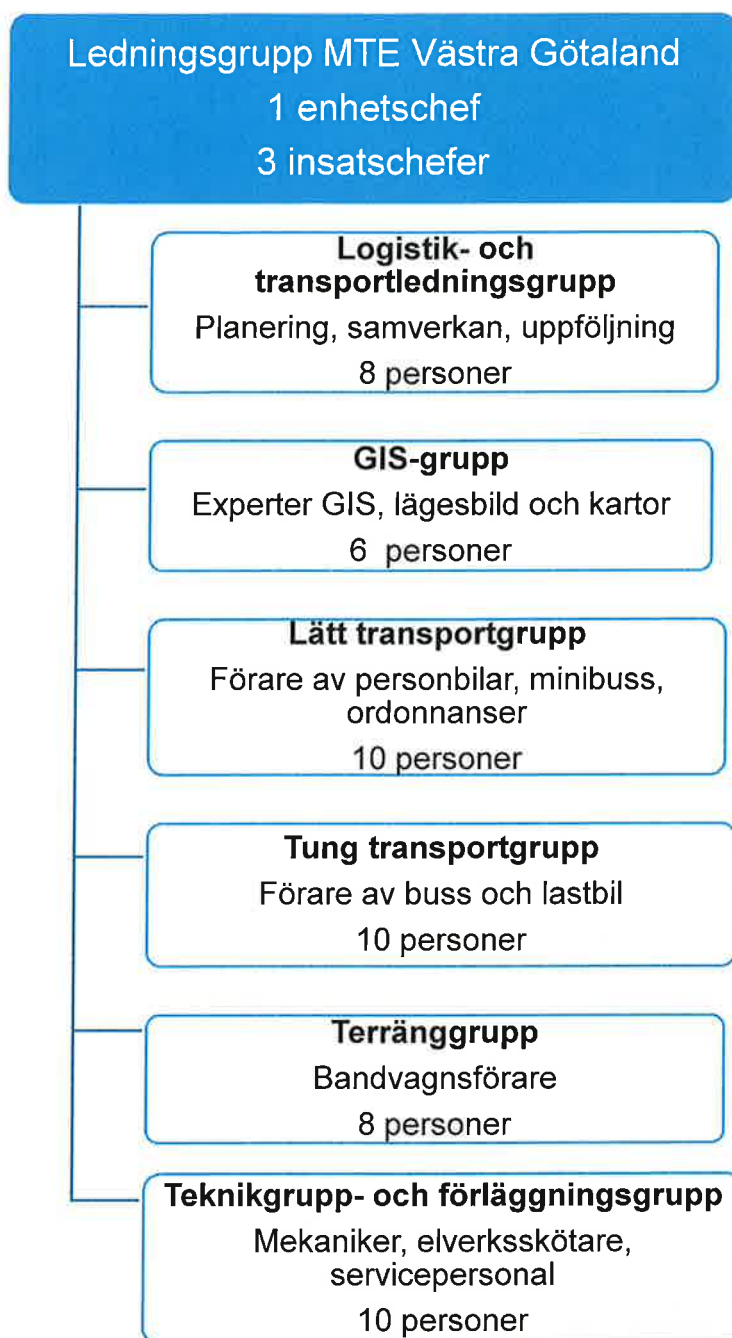 Ledningsgrupp MTE Västra Götaland
1 enhetschef
3 insatschefer
Logistik- och
transportledningsgrupp
Planering, samverkan, uppföljning
8 personer
GIS-grupp
Experter GIS, lägesbild och kartor
6 personer
Lätt transportgrupp
Förare av personbilar, minibuss,
ordonnanser
10 personer
Tung transportgrupp
Förare av buss och lastbil
10 personer
Terränggrupp
Bandvagnsförare
8 personer
Teknikgrupp- och förläggningsgrupp
Mekaniker, elverksskötare,
servicepersonal
10 personer